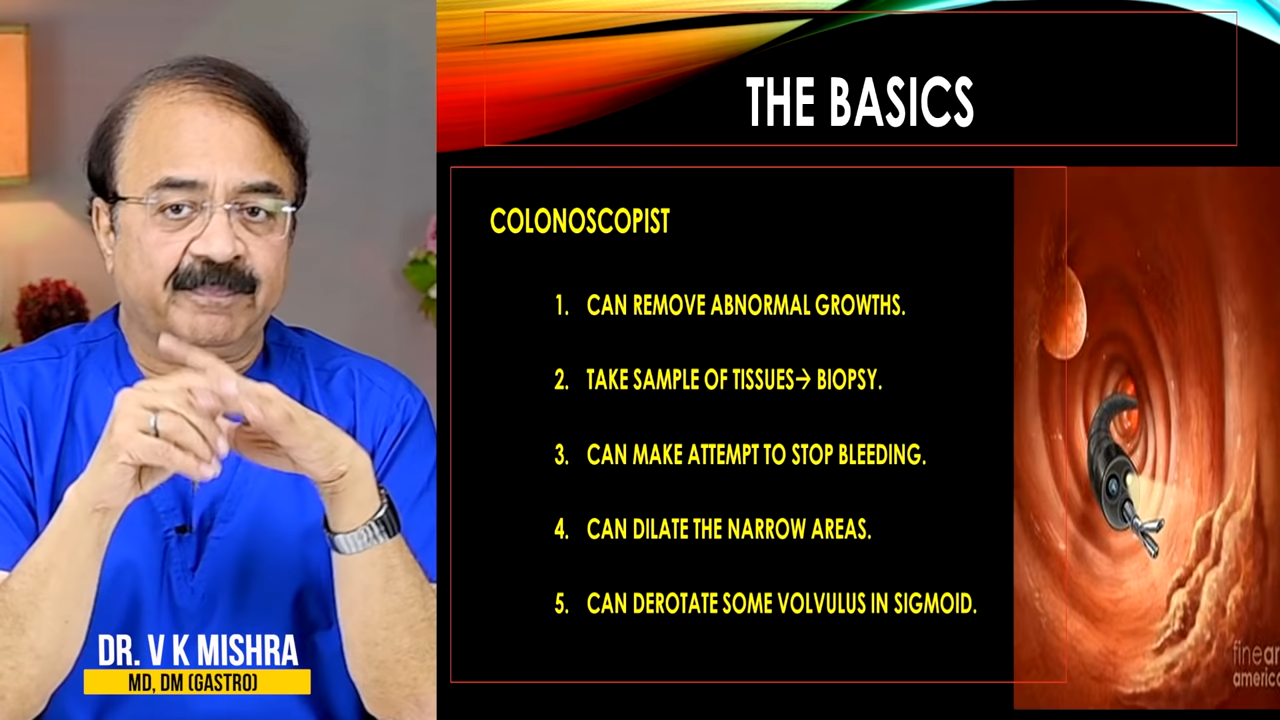 THE BASICS
COLONOSCOPIST
1. CAN REMOVE ABNORMAL GROWTHS.
2. TAKE SAMPLE OF TISSUES→ BIOPSY.
3. CAN MAKE ATTEMPT TO STOP BLEEDING.
4. CAN DILATE THE NARROW AREAS.
5. CAN DEROTATE SOME VOLVULUS IN SIGMOID.
DR. V K MISHRA
MD, DM (GASTRO)
fine
america